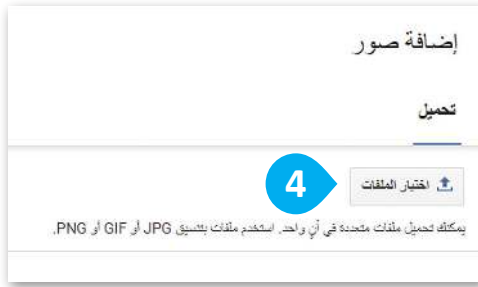 إضافة صور
تحميل
4
اختيار الملفات
يمكنك تحميل ملفات متعددة في آنٍ واحد. استخدم ملفات بتنسيق JPG أو GIF أو PNG.